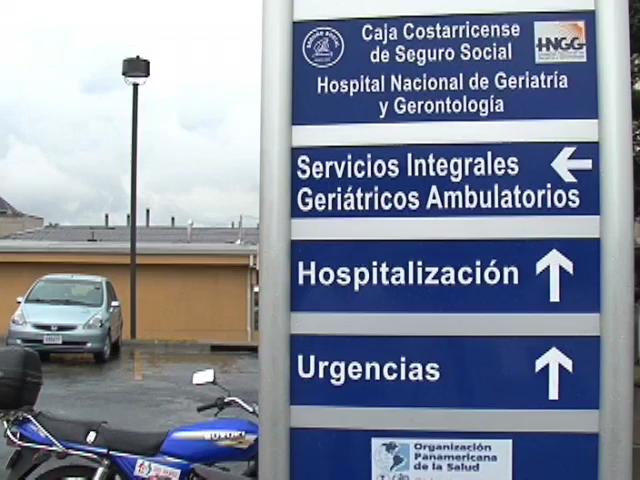 Caja Costarricense
de Seguro Social
HNGG
Hospital Nacional de Geriatría
y Gerontología
Servicios Integrales
Geriátricos Ambulatorios
Hospitalización
Urgencias
Organización
Panamericana
de la Salud
SUZUKI